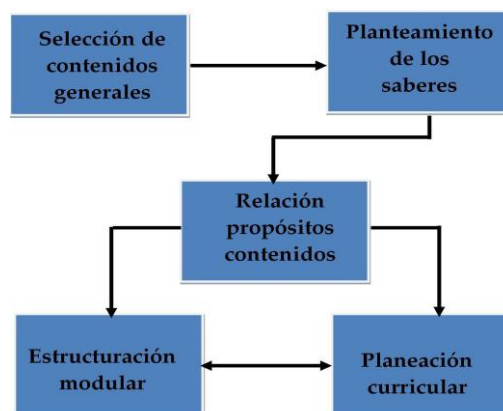 Selección de
contenidos
generales
Planteamiento
de los
saberes
Relación
propósitos
contenidos
Estructuración
modular
Planeación
curricular